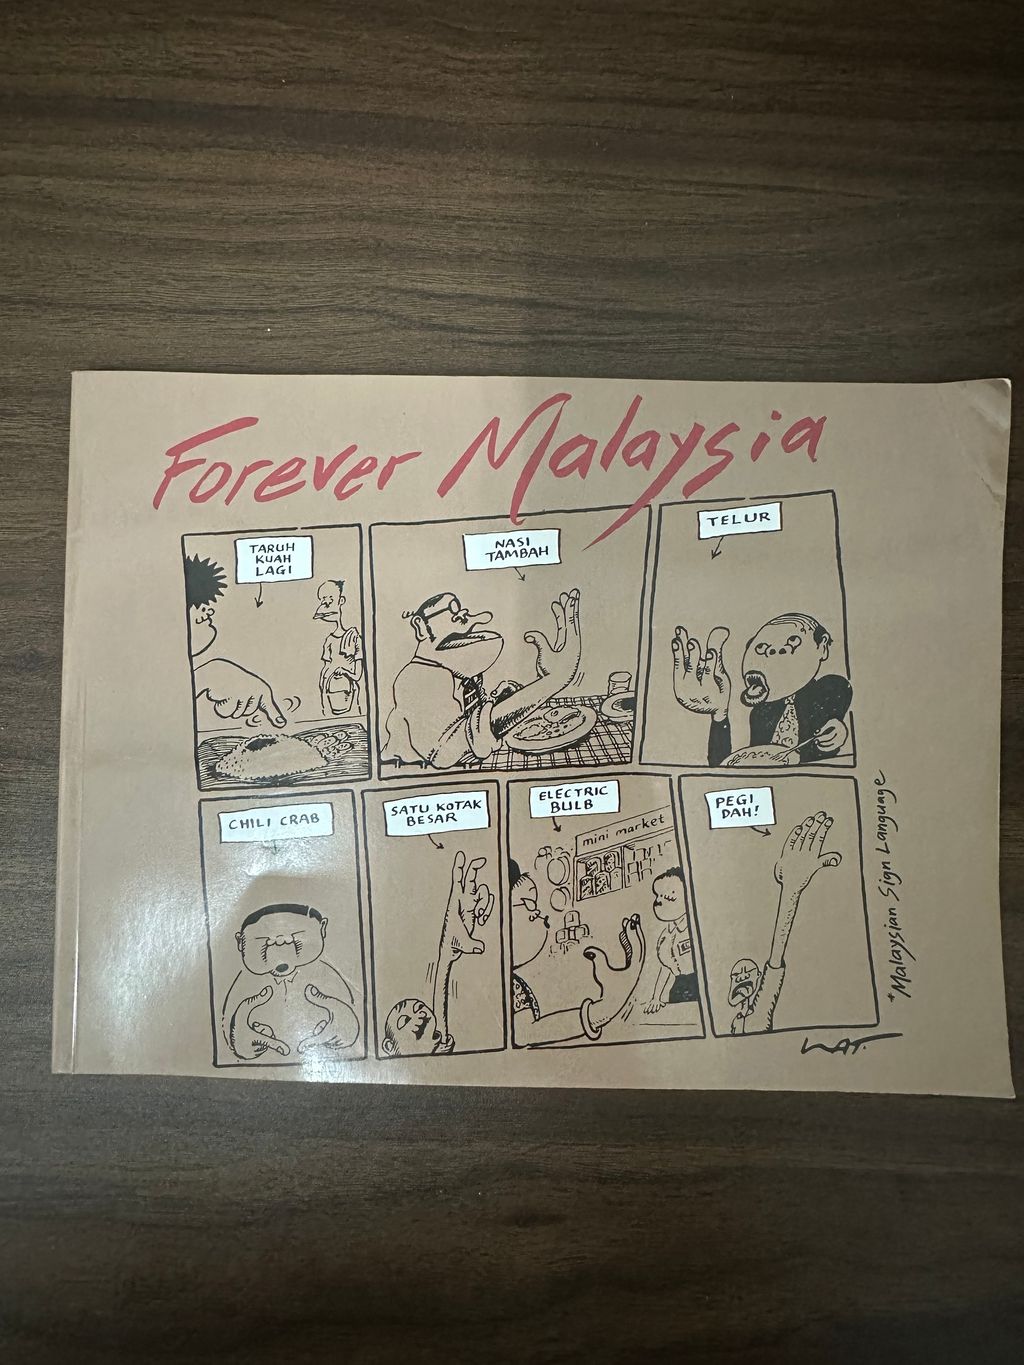 Forever Malaysia
TARUH
KUAH
LAGI
NASI
TAMBAH
TELUR
CHILI CRAB
SATU KOTAK
BESAR
ELECTRIC
BULB
mini market
PEGI
DAH!
*Malaysian Sign Language
LAT.